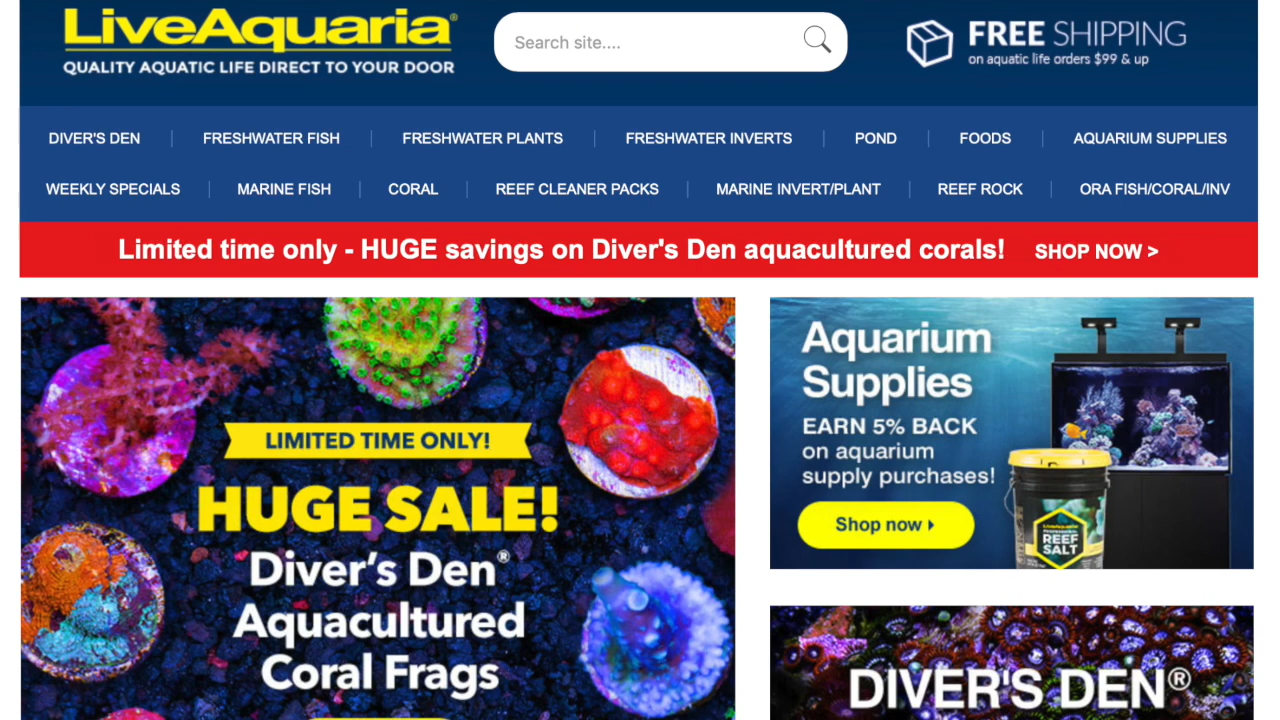 LiveAquaria®
QUALITY AQUATIC LIFE DIRECT TO YOUR DOOR
Search site....
FREE SHIPPING
on aquatic life orders $99 & up
DIVER'S DEN
FRESHWATER FISH
FRESHWATER PLANTS
FRESHWATER INVERTS
POND
FOODS
AQUARIUM SUPPLIES
WEEKLY SPECIALS
MARINE FISH
CORAL
REEF CLEANER PACKS
MARINE INVERT/PLANT
REEF ROCK
ORA FISH/CORAL/INV
Limited time only - HUGE savings on Diver's Den aquacultured corals! SHOP NOW >
LIMITED TIME ONLY!
HUGE SALE!
Diver's Den®
Aquacultured
Coral Frags
Aquarium
Supplies
EARN 5% BACK
on aquarium
supply purchases!
Shop now
LiveAquaria
REEF
SALT
DIVER'S DEN®